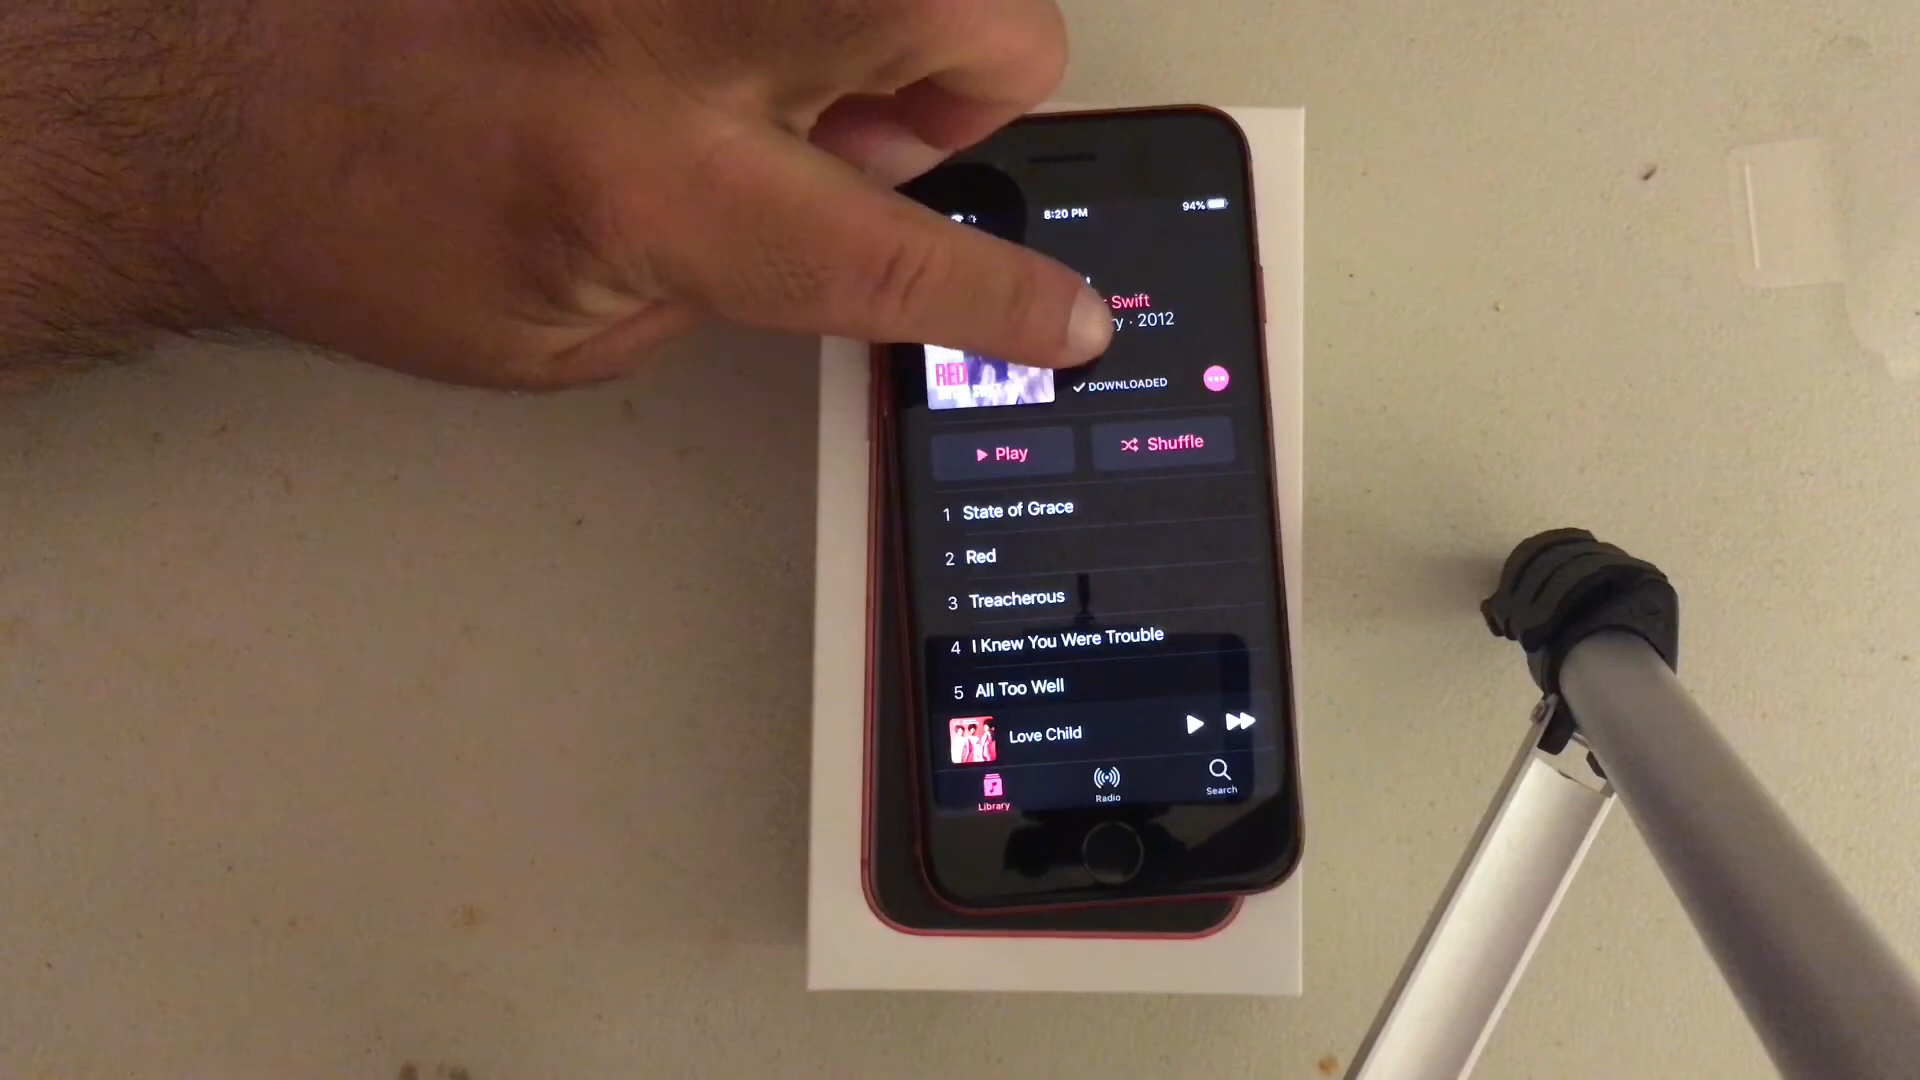 8:20 PM 94%
Swift
2012
RED
DOWNLOADED
Play Shuffle
1 State of Grace
2 Red
3 Treacherous
4 I Knew You Were Trouble
5 All Too Well
Love Child
Library Radio Search